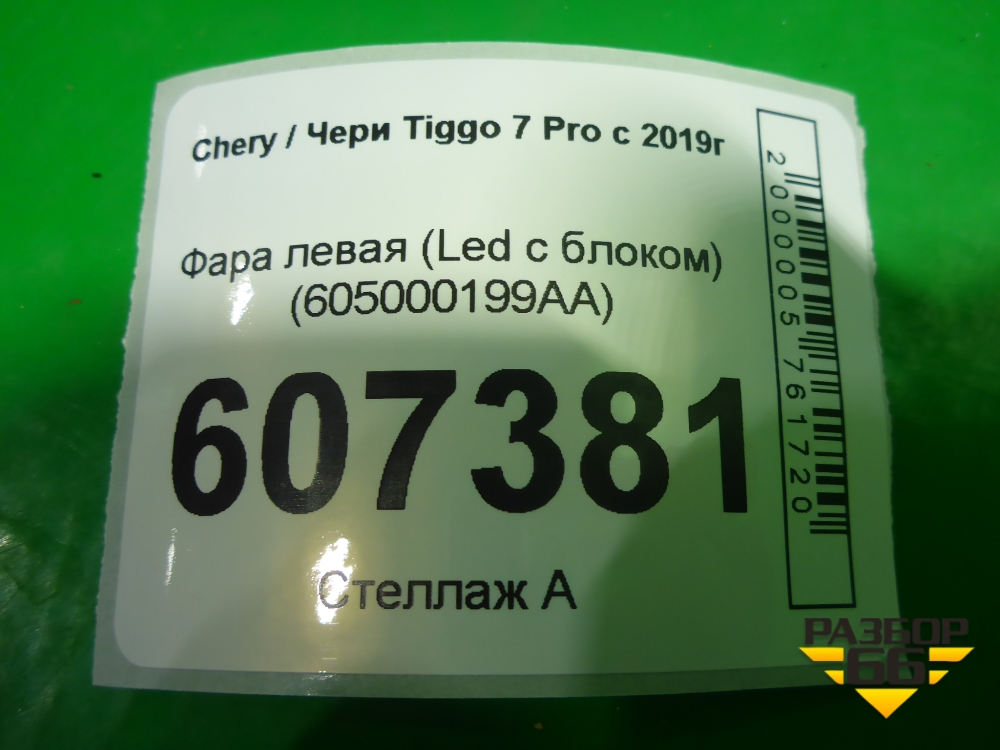 Chery / Чери Tiggo 7 Pro с 2019г
Фара левая (Led с блоком)
(605000199AA)
607381
Стеллаж А
2000005761720
РАЗБОР
66